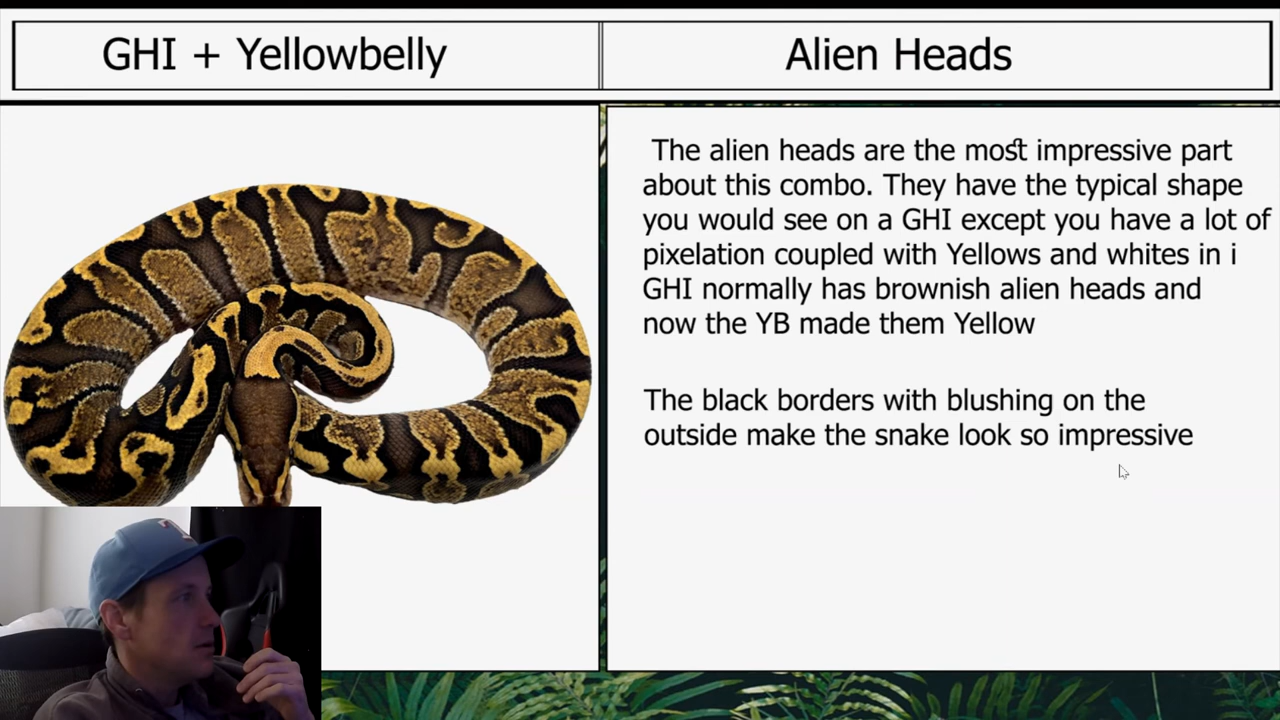 GHI + Yellowbelly
Alien Heads
The alien heads are the most impressive part
about this combo. They have the typical shape
you would see on a GHI except you have a lot of
pixelation coupled with Yellows and whites in i
GHI normally has brownish alien heads and
now the YB made them Yellow
The black borders with blushing on the
outside make the snake look so impressive